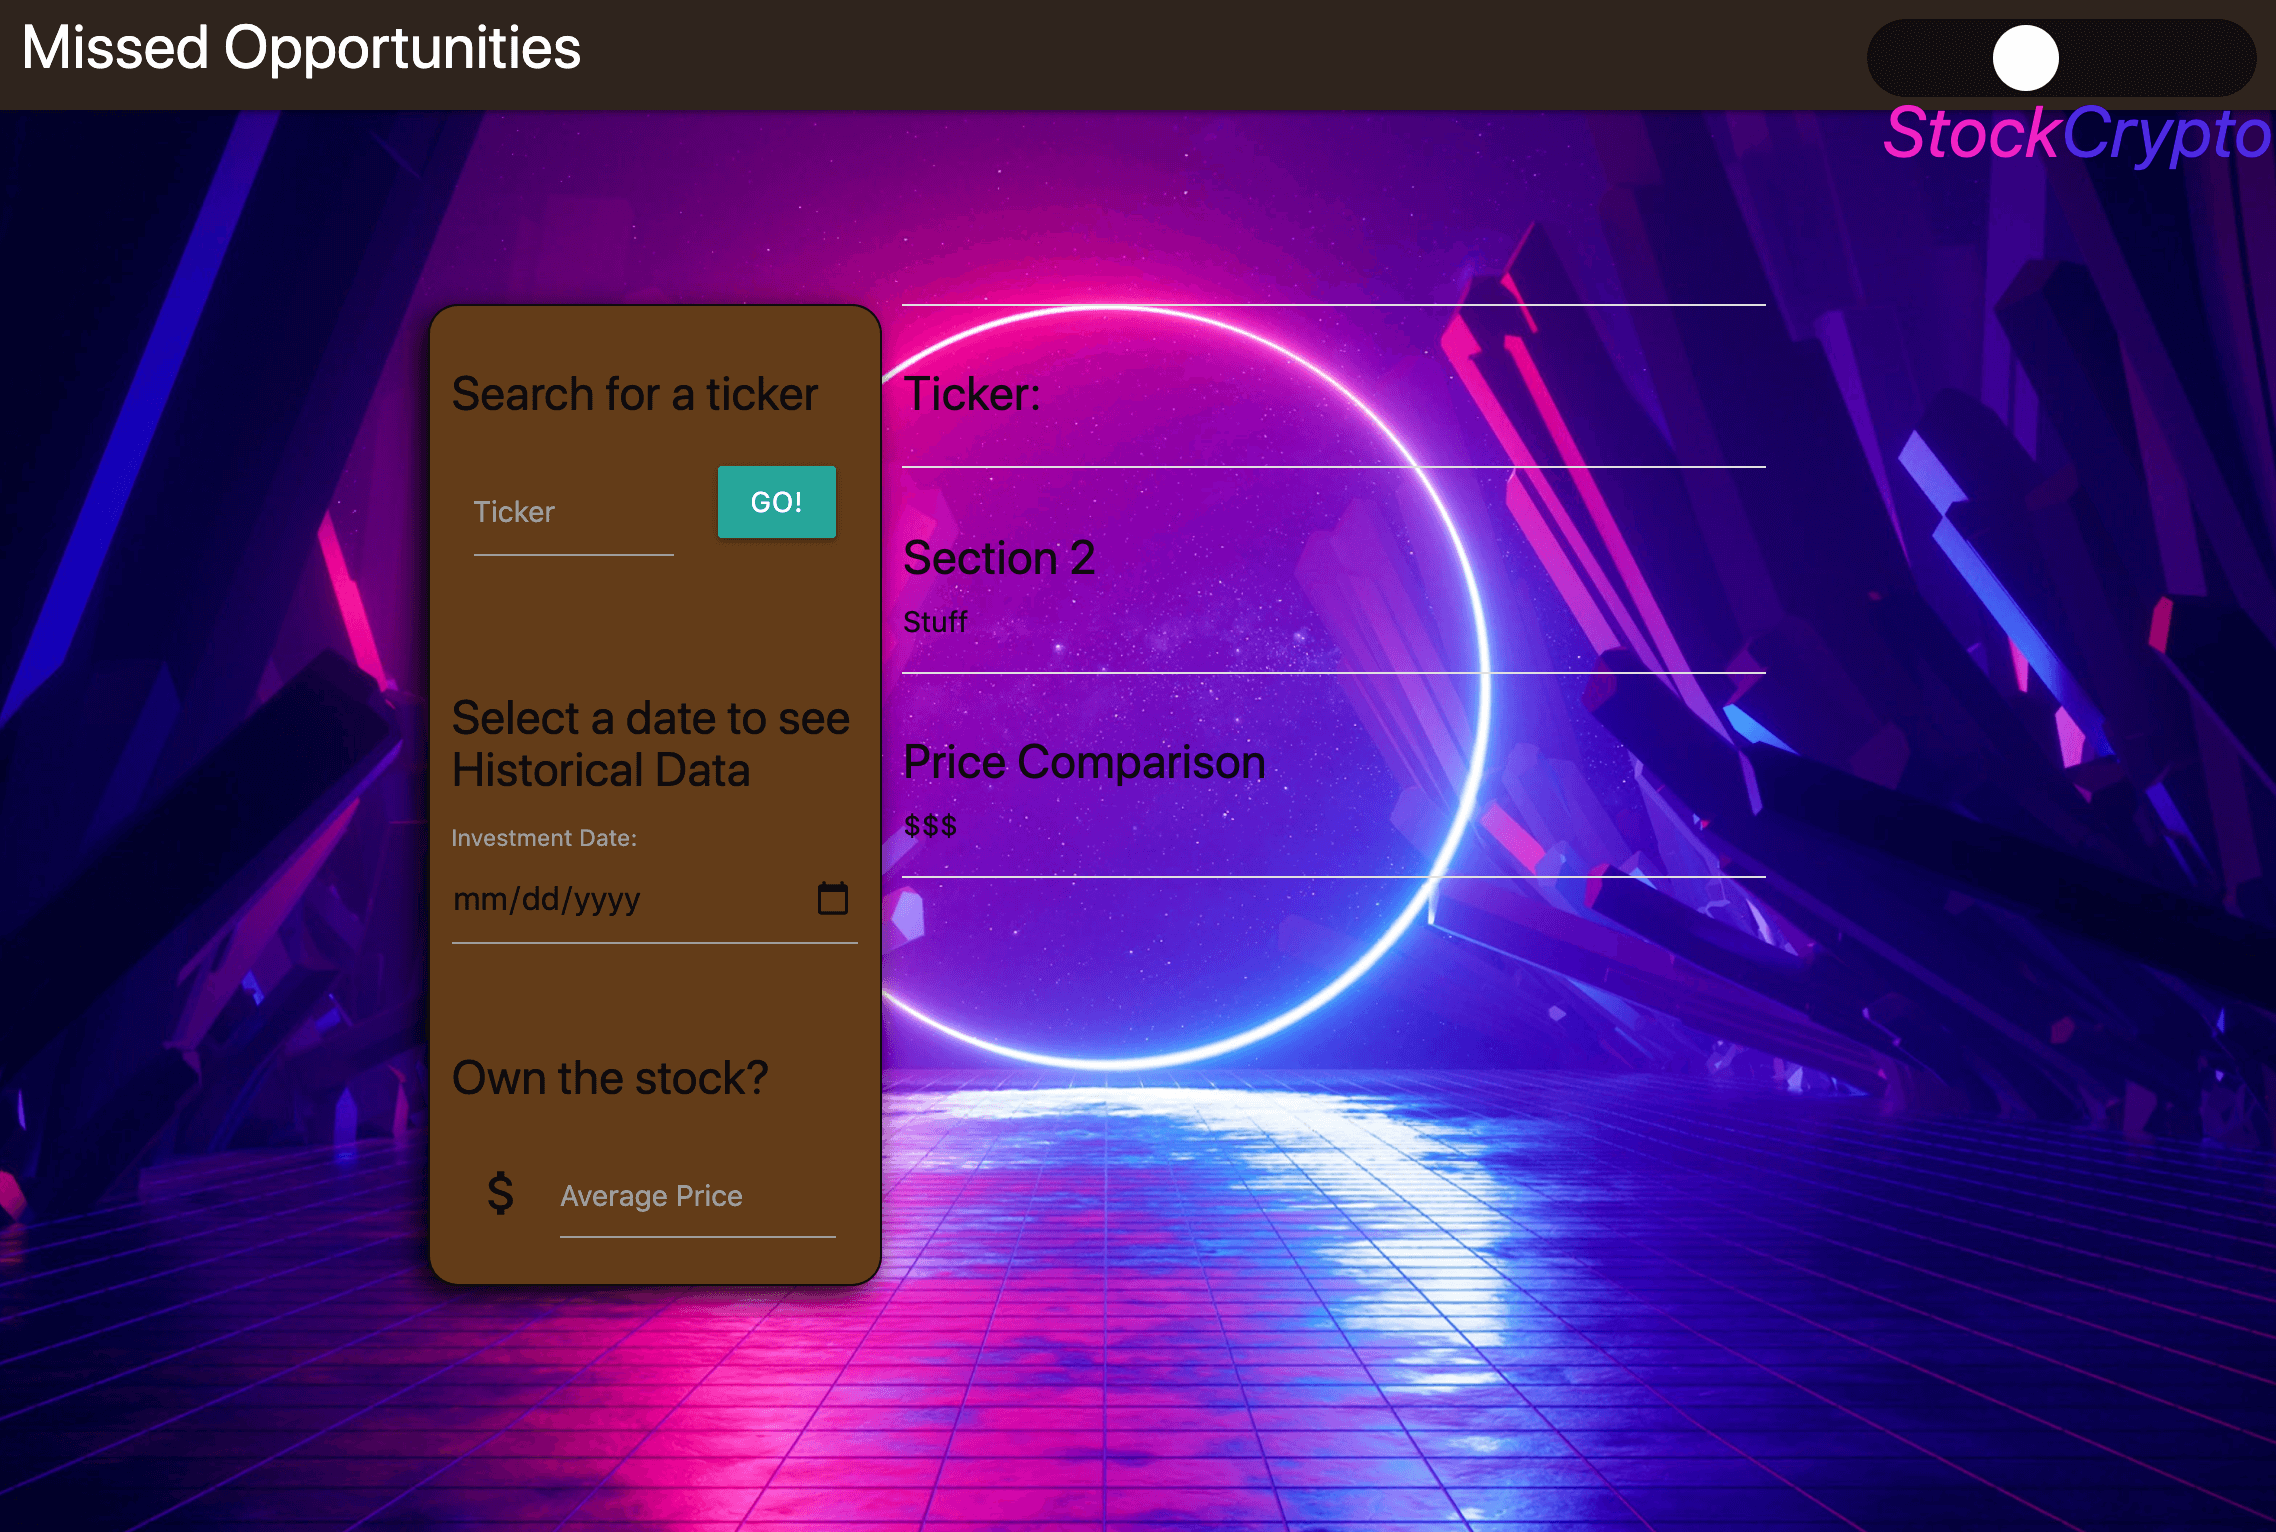 Missed Opportunities
StockCrypto
Search for a ticker
Ticker
GO!
Select a date to see
Historical Data
Investment Date:
mm/dd/yyyy
Own the stock?
$
Average Price
Ticker:
Section 2
Stuff
Price Comparison
$$$